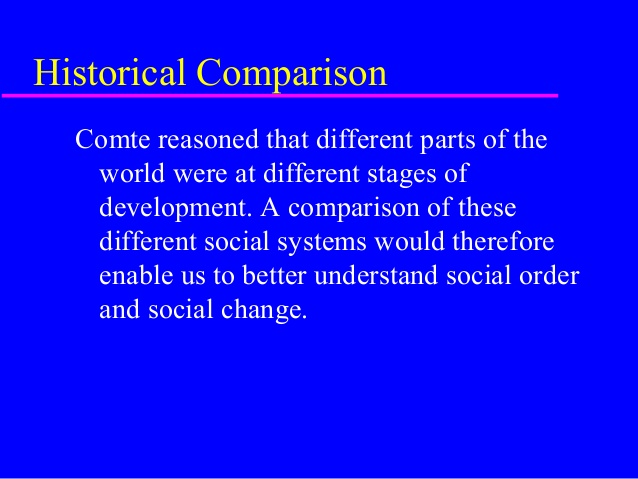 Historical Comparison
Comte reasoned that different parts of the
world were at different stages of
development. A comparison of these
different social systems would therefore
enable us to better understand social order
and social change.